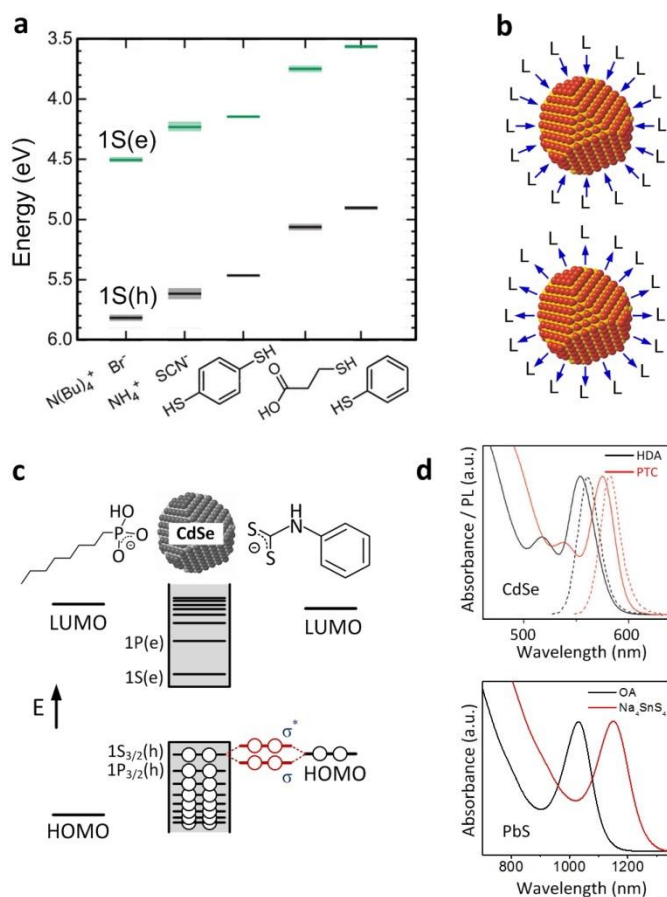 a
3.5
4.0
4.5
5.0
5.5
6.0
Energy (eV)
1S(e)
1S(h)
N(Bu)₄⁺ Br⁻
NH₄⁺ SCN⁻
HS SH
O HO SH
HS
b
L L L L L L L L L L L L L L L L
L L L L L L L L L L L L L L L L
c
HO
P O
O ⊖
CdSe
S H
N
⊖
S
LUMO
LUMO
1P(e)
1S(e)
E
1S₃/₂(h)
1P₃/₂(h)
σ*
σ
HOMO
HOMO
d
Absorbance / PL (a.u.)
HDA
PTC
CdSe
500 600
Wavelength (nm)
Absorbance (a.u.)
OA
Na₄SnS₄
PbS
800 1000 1200
Wavelength (nm)